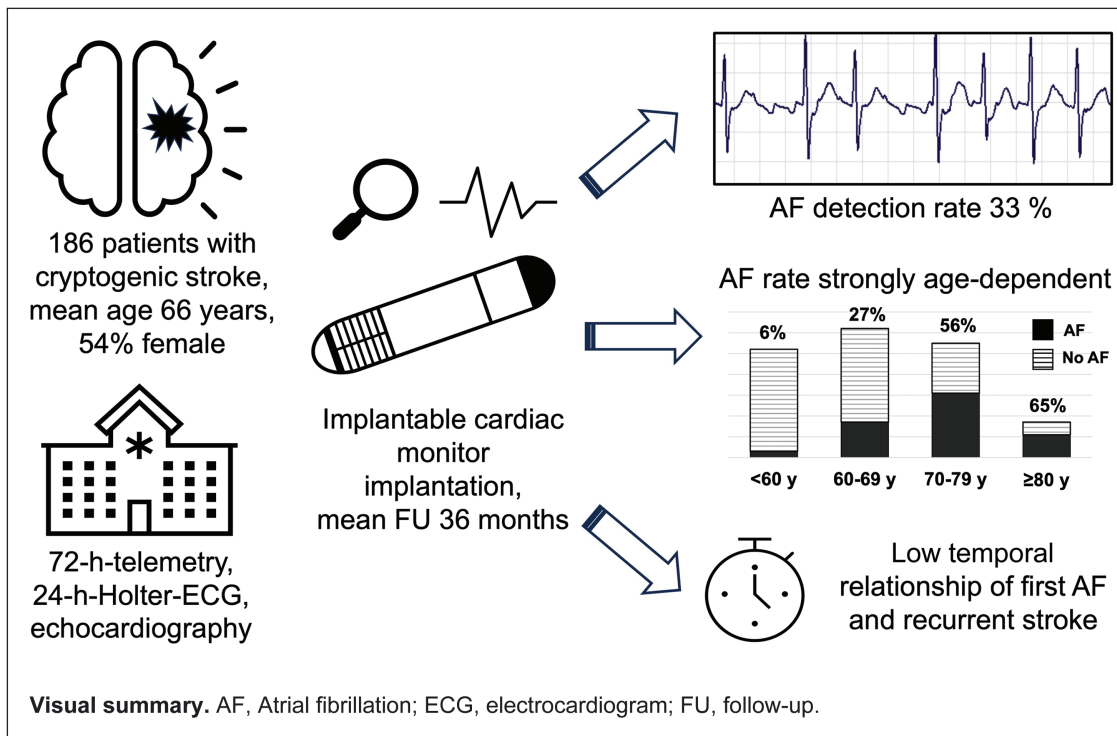 186 patients with
cryptogenic stroke,
mean age 66 years,
54% female
72-h-telemetry,
24-h-Holter-ECG,
echocardiography
Implantable cardiac
monitor
implantation,
mean FU 36 months
AF detection rate 33 %
AF rate strongly age-dependent
6%
27%
56%
65%
AF
No AF
<60 y
60-69 y
70-79 y
≥80 y
Low temporal
relationship of first AF
and recurrent stroke
Visual summary. AF, Atrial fibrillation; ECG, electrocardiogram; FU, follow-up.